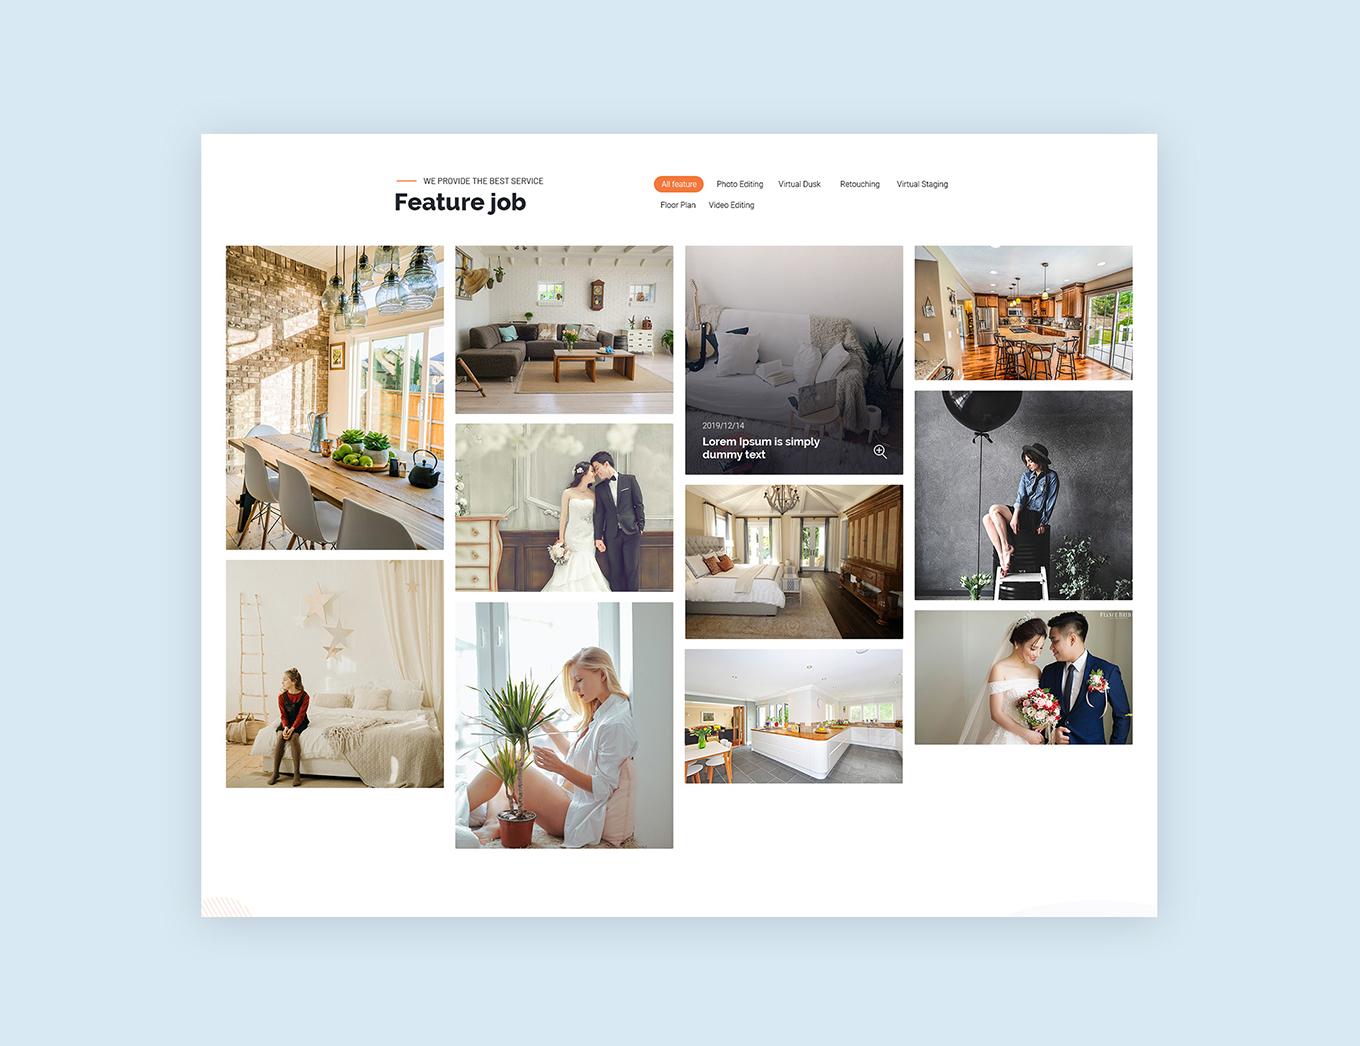 WE PROVIDE THE BEST SERVICE
Feature job
All feature
Photo Editing
Virtual Dusk
Retouching
Virtual Staging
Floor Plan
Video Editing
2019/12/14
Lorem Ipsum is simply
dummy text